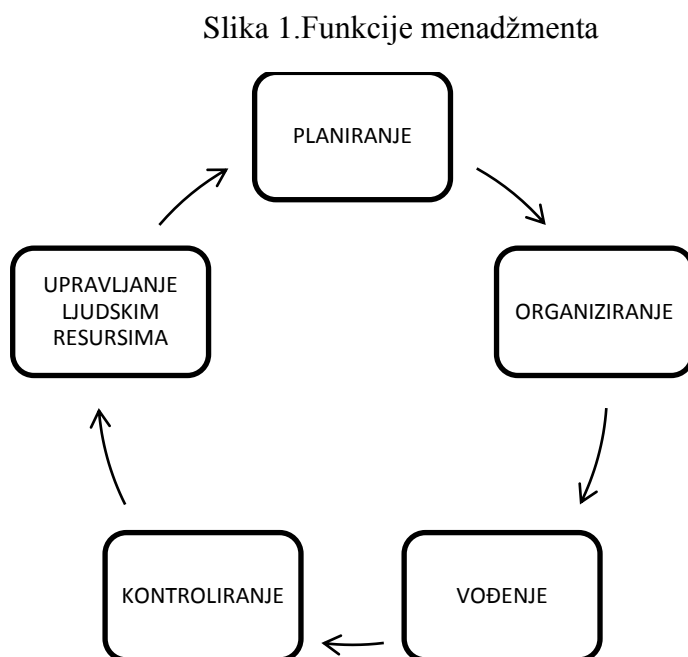 Slika 1.Funkcije menadžmenta
PLANIRANJE
ORGANIZIRANJE
VOĐENJE
KONTROLIRANJE
UPRAVLJANJE
LJUDSKIM
RESURSIMA